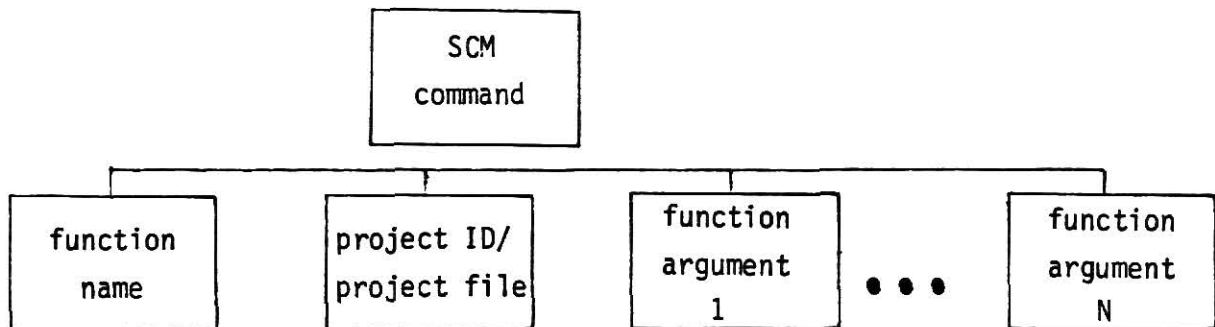 SCM
command
function
name
project ID/
project file
function
argument
1
function
argument
N